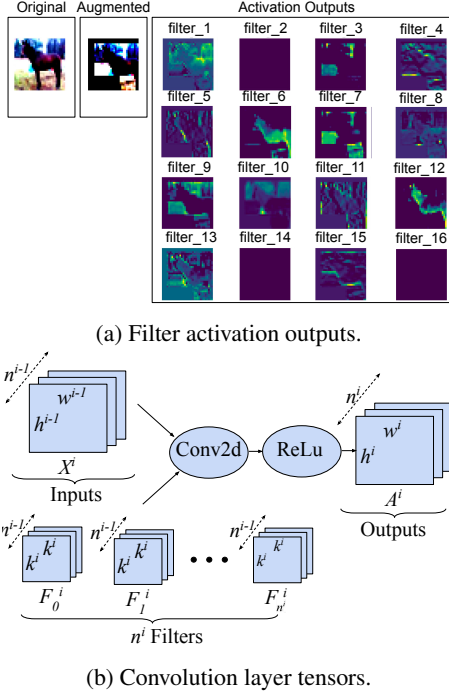 Original Augmented Activation Outputs
filter_1 filter_2 filter_3 filter_4
filter_5 filter_6 filter_7 filter_8
filter_9 filter_10 filter_11 filter_12
filter_13 filter_14 filter_15 filter_16
(a) Filter activation outputs.
n^{i-1}
w^{i-1}
h^{i-1}
X^i
Inputs
Conv2d
ReLu
n^i
w^i
h^i
A^i
Outputs
n^{i-1} n^{i-1} n^{i-1}
k^i k^i k^i
k^i k^i k^i
F_0^i F_1^i F_{n^i}^i
n^i Filters
(b) Convolution layer tensors.